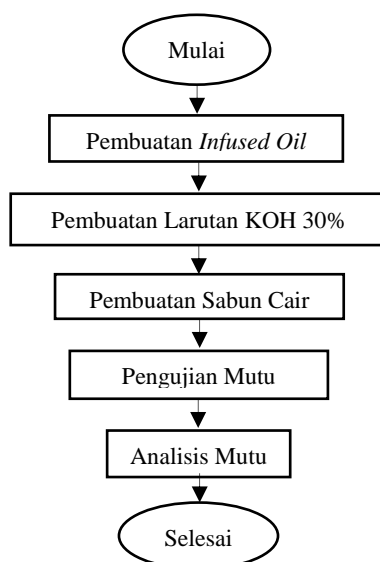 Mulai
Pembuatan Infused Oil
Pembuatan Larutan KOH 30%
Pembuatan Sabun Cair
Pengujian Mutu
Analisis Mutu
Selesai